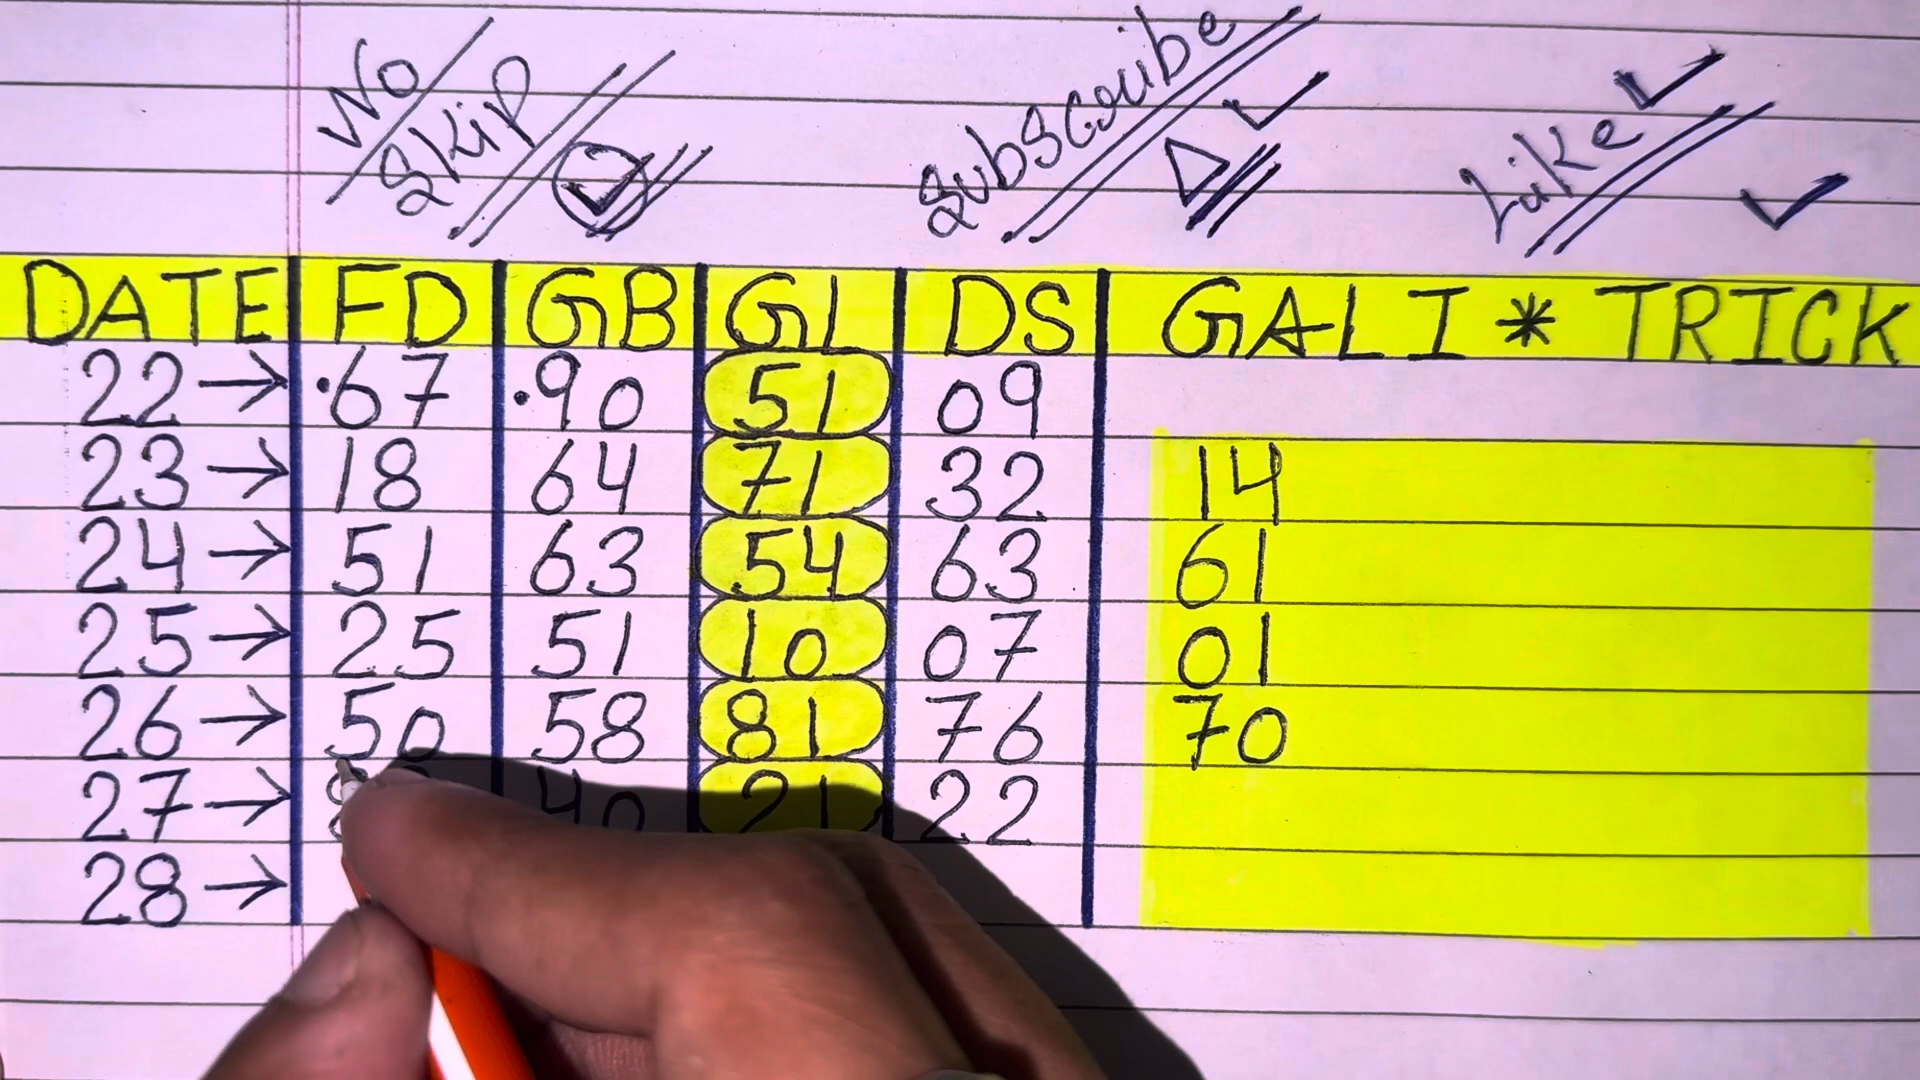 No
Skip
Subscribe
Like
DATE FD GB GL DS GALI * TRICK
22→ .67 .90 51 09
23→ 18 64 71 32 14
24→ 51 63 54 63 61
25→ 25 51 10 07 01
26→ 50 58 81 76 70
27→ 40 21 22
28→